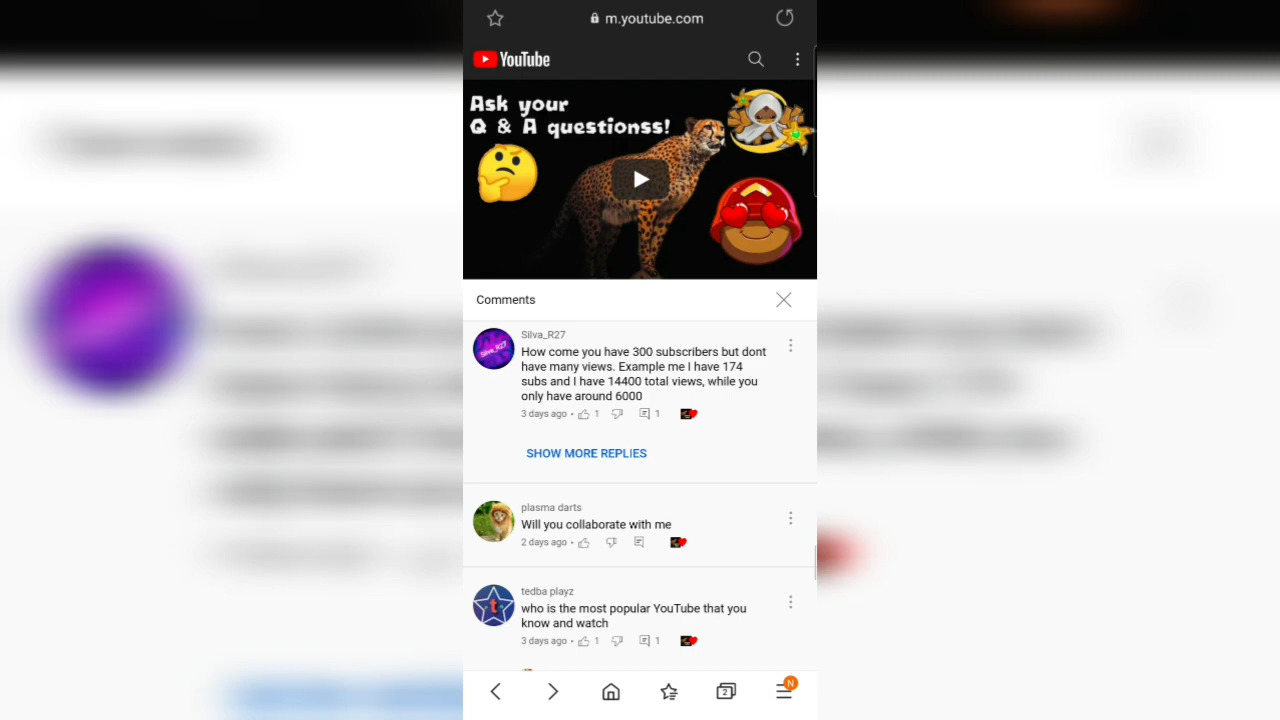 m.youtube.com
YouTube
Ask your
Q & A questionss!
Comments
Silva_R27
Silva_R27
How come you have 300 subscribers but dont
have many views. Example me I have 174
subs and I have 14400 total views, while you
only have around 6000
3 days ago • 1 1
SHOW MORE REPLIES
plasma darts
Will you collaborate with me
2 days ago •
tedba playz
t
who is the most popular YouTube that you
know and watch
3 days ago • 1 1
2
N